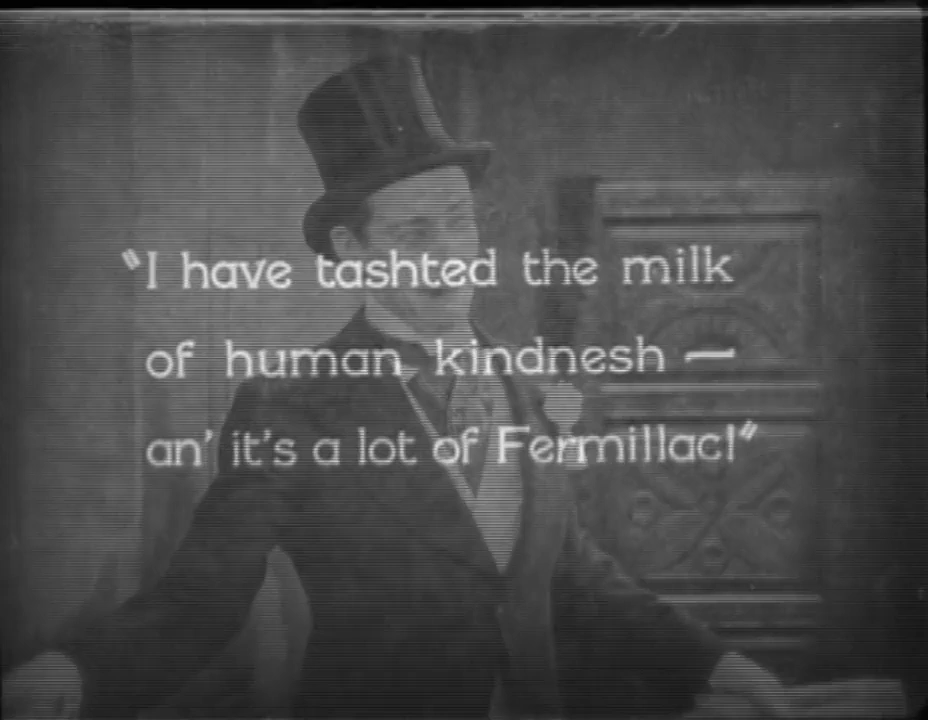 "I have tashted the milk
of human kindnesh —
an' it's a lot of Fermillac!"